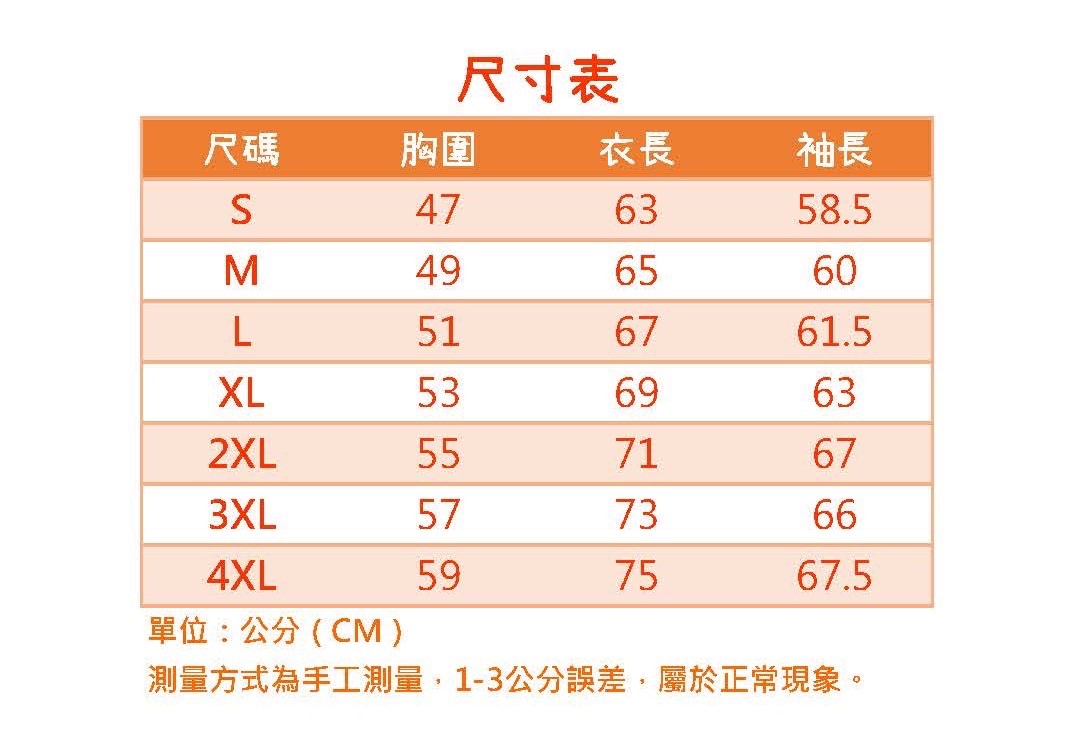 尺寸表
尺碼 胸圍 衣長 袖長
S 47 63 58.5
M 49 65 60
L 51 67 61.5
XL 53 69 63
2XL 55 71 67
3XL 57 73 66
4XL 59 75 67.5
單位：公分（CM）
測量方式為手工測量，1-3公分誤差，屬於正常現象。